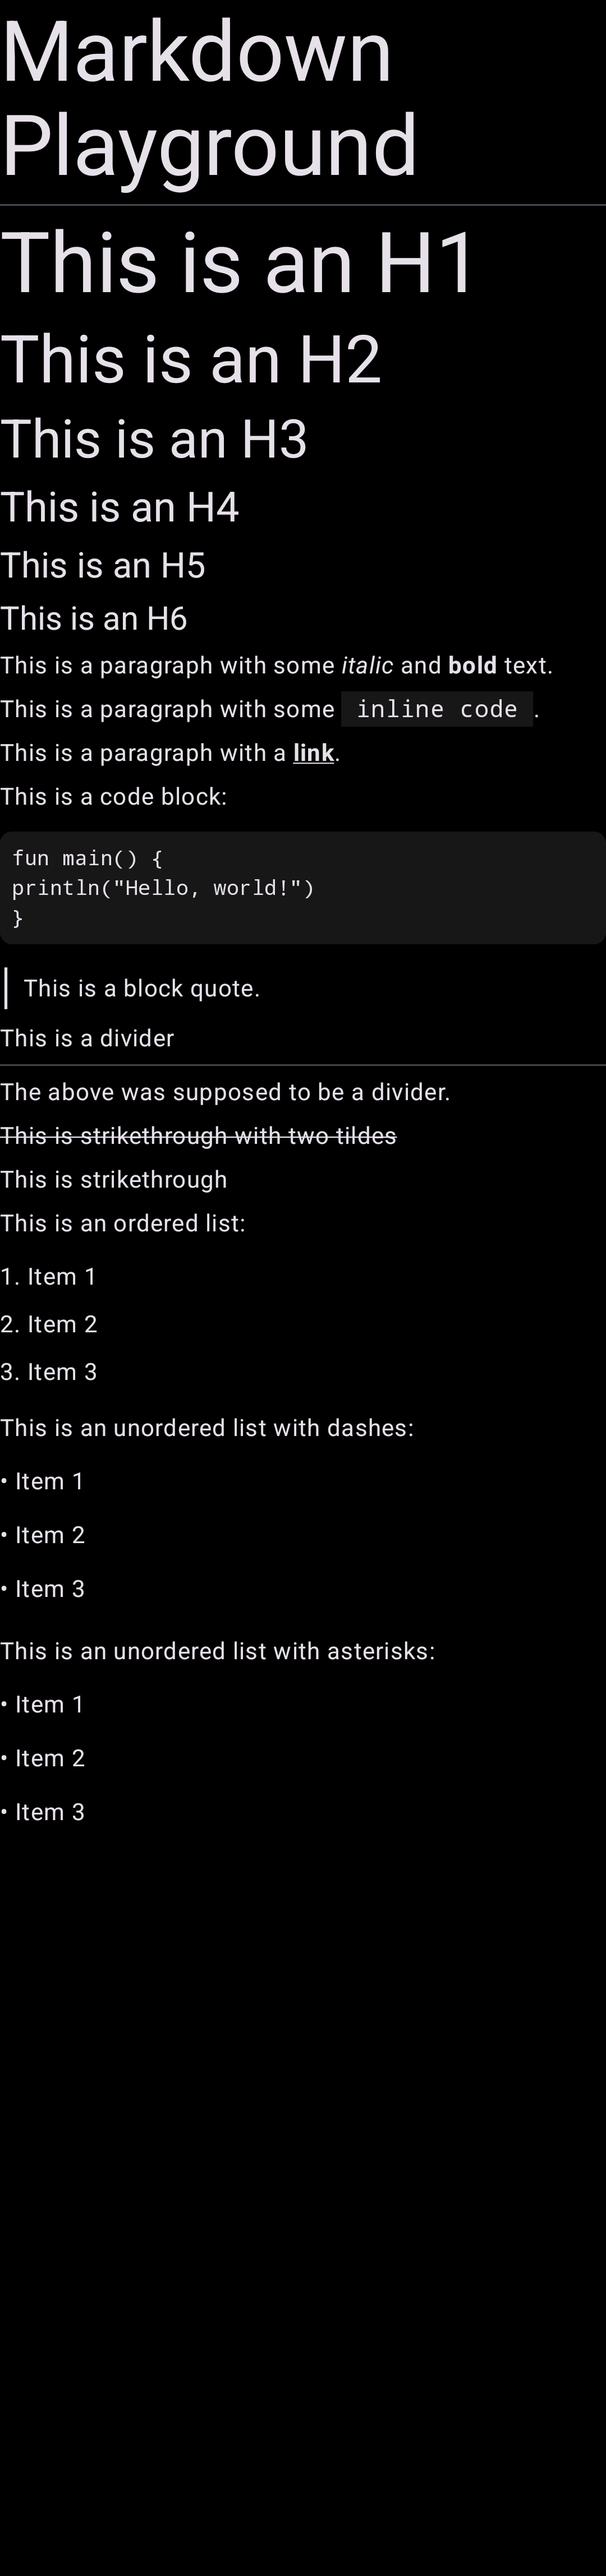 Markdown
Playground
This is an H1
This is an H2
This is an H3
This is an H4
This is an H5
This is an H6
This is a paragraph with some italic and bold text.
This is a paragraph with some inline code .
This is a paragraph with a link.
This is a code block:
fun main() {
println("Hello, world!")
}
This is a block quote.
This is a divider
The above was supposed to be a divider.
This is strikethrough with two tildes
This is strikethrough
This is an ordered list:
1. Item 1
2. Item 2
3. Item 3
This is an unordered list with dashes:
• Item 1
• Item 2
• Item 3
This is an unordered list with asterisks:
• Item 1
• Item 2
• Item 3